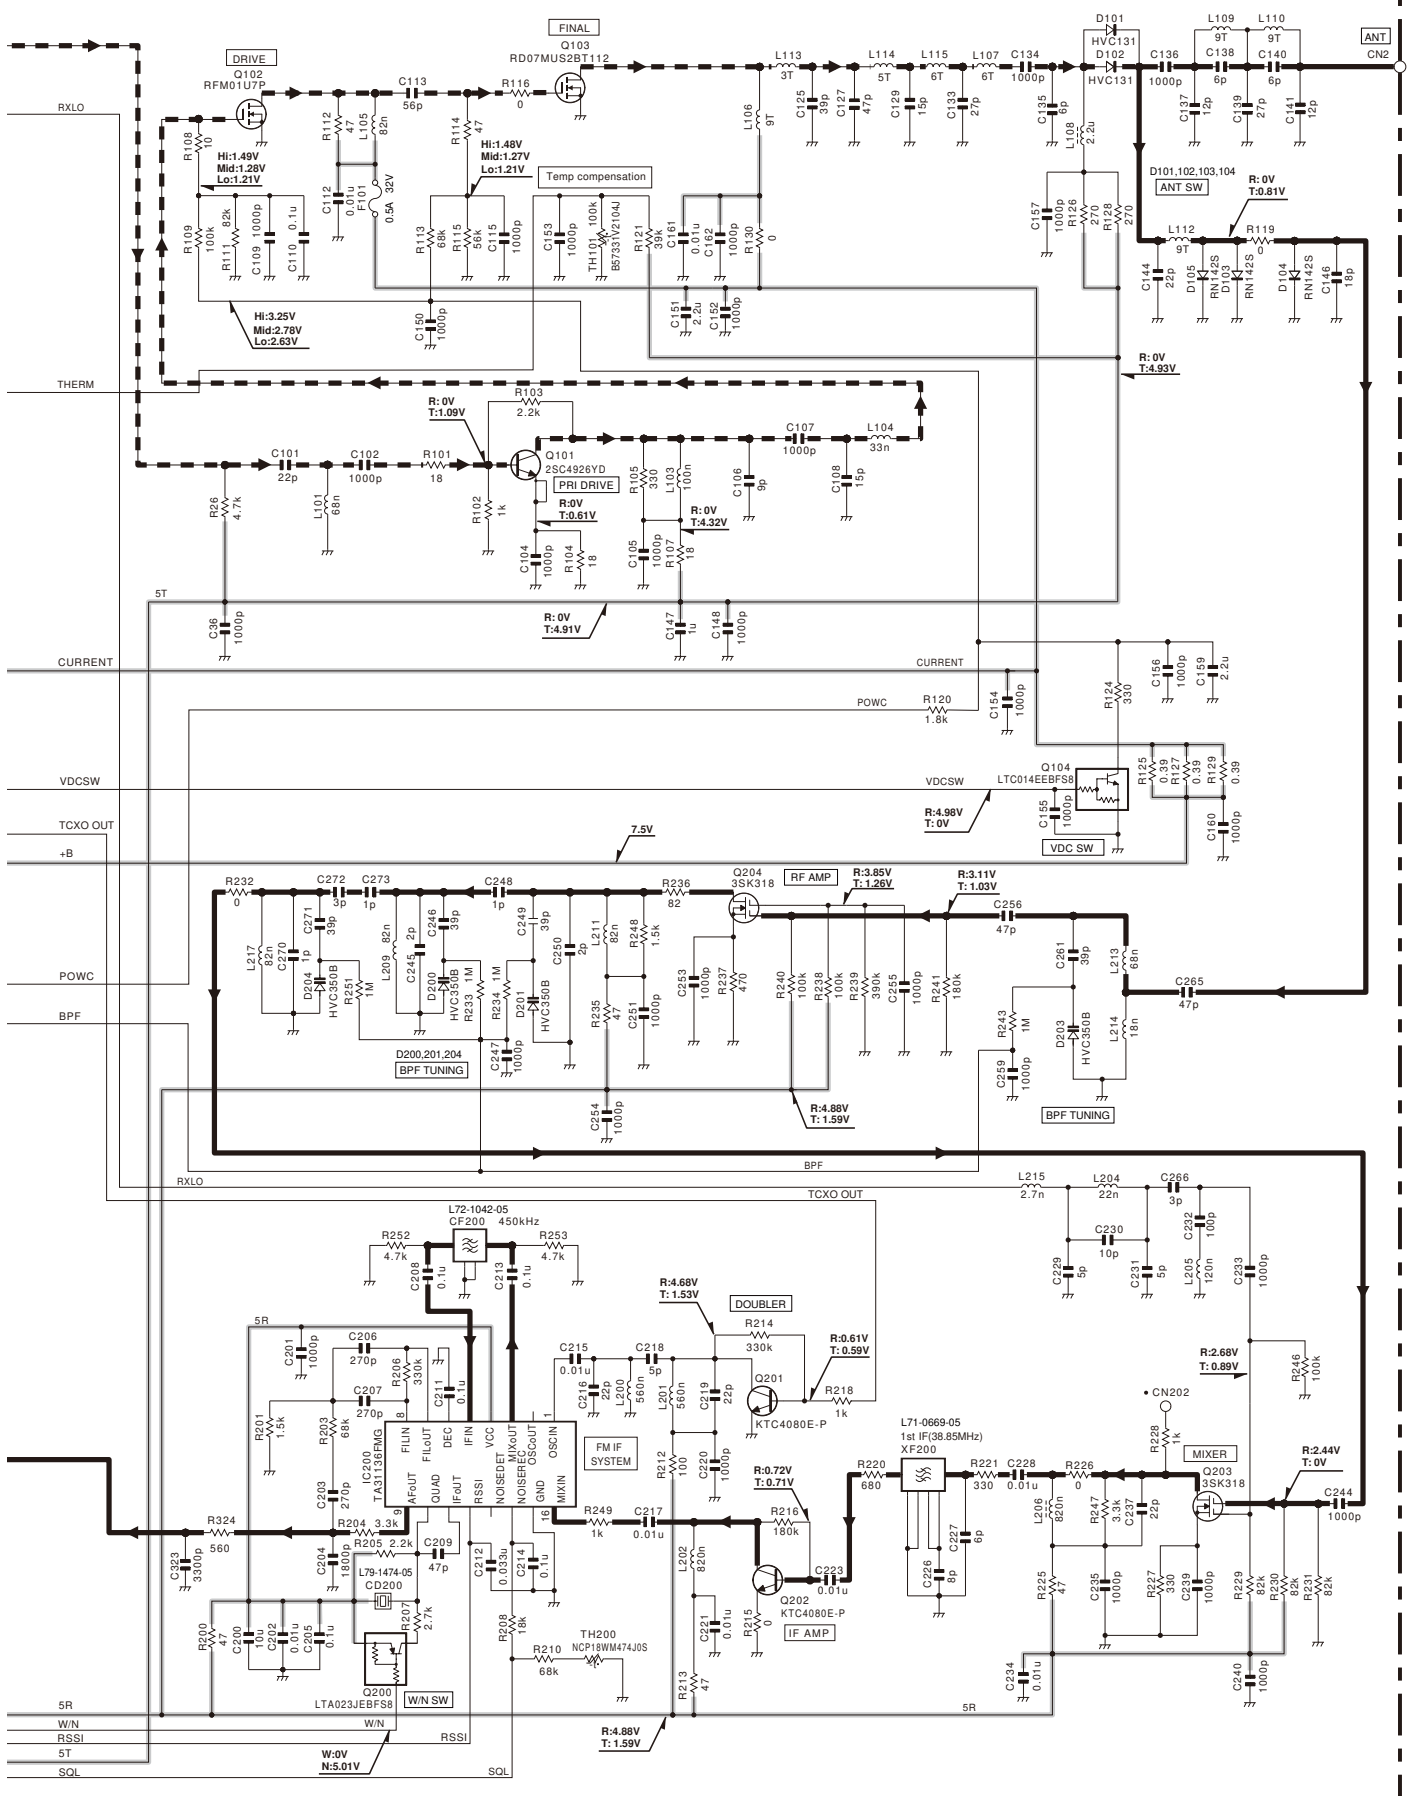 D101
HVC131
D102
HVC131
L109
9T
L110
9T
ANT
CN2
DRIVE
Q102
RFM01U7P
FINAL
Q103
RD07MUS2BT112
C113
56p
R116
0
L113
3T
L114
5T
L115
6T
L107
6T
C134
1000p
C136
1000p
C138
6p
C140
6p
RXLO
R108
10
R112
47
L105
82n
R114
47
L106
9T
C125
39p
C127
47p
C129
15p
C133
27p
C135
6p
L108
2.2u
C137
12p
C139
27p
C141
12p
Hi:1.49V
Mid:1.28V
Lo:1.21V
Hi:1.48V
Mid:1.27V
Lo:1.21V
Temp compensation
D101,102,103,104
ANT SW
R: 0V
T:0.81V
C112
0.01u
F101
0.5A 32V
R109
100k
R111
82k
C109
1000p
C110
0.1u
R113
68k
R115
56k
C115
1000p
C153
1000p
TH101 100k
B57331V2104J
R121
39k
C161
0.01u
C162
1000p
R130
0
C157
1000p
R126
270
R128
270
L112
9T
R119
0
C144
22p
D105
RN142S
D103
RN142S
D104
RN142S
C146
18p
Hi:3.25V
Mid:2.78V
Lo:2.63V
C150
1000p
C151
2.2u
C152
1000p
R: 0V
T:4.93V
THERM
R: 0V
T:1.09V
R103
2.2k
C101
22p
C102
1000p
R101
18
Q101
2SC4926YD
PRI DRIVE
C107
1000p
L104
33n
R26
4.7k
L101
68n
R102
1k
R:0V
T:0.61V
R105
330
L103
100n
C106
9p
C108
15p
R: 0V
T:4.32V
C104
1000p
R104
18
C105
1000p
R107
18
5T
C36
1000p
R: 0V
T:4.91V
C147
1u
C148
1000p
CURRENT
CURRENT
C154
1000p
R124
330
C156
1000p
C159
2.2u
POWC
R120
1.8k
VDCSW
VDCSW
Q104
LTC014EEBFS8
R125
0.39
R127
0.39
R129
0.39
R:4.98V
T: 0V
C155
1000p
C160
1000p
VDC SW
TCXO OUT
7.5V
+B
R232
0
C272
3p
C273
1p
C248
1p
R236
82
Q204
3SK318
RF AMP
R:3.85V
T: 1.26V
R:3.11V
T: 1.03V
C256
47p
L217
82n
C270
1p
C271
39p
D204
HVC350B
R251
1M
L209
82n
C245
2p
C246
39p
D200
HVC350B
R233
1M
R234
1M
C249
39p
D201
HVC350B
C250
2p
L211
82n
R248
1.5k
R235
47
C251
1000p
C253
1000p
R237
470
R240
100k
R238
100k
R239
390k
C255
1000p
R241
180k
C261
39p
L213
68n
C265
47p
R243
1M
D203
HVC350B
L214
18n
C259
1000p
POWC
BPF
D200,201,204
BPF TUNING
C247
1000p
C254
1000p
R:4.88V
T: 1.59V
BPF TUNING
BPF
RXLO
TCXO OUT
L215
2.7n
L204
22n
C266
3p
C230
10p
C229
5p
C231
5p
C232
100p
L205
120n
C233
1000p
L72-1042-05
CF200 450kHz
R252
4.7k
R253
4.7k
C208
0.1u
C213
0.1u
R:4.68V
T: 1.53V
DOUBLER
R214
330k
R:0.61V
T: 0.59V
5R
C201
1000p
C206
270p
C207
270p
R206
330k
C211
0.1u
C215
0.01u
C218
5p
C216
22p
L200
560n
L201
560n
C219
22p
Q201
KTC4080E-P
R218
1k
R:2.68V
T: 0.89V
R246
100k
CN202
R201
1.5k
R203
68k
IC200
TA31136FMG
8
FILIN
FILoUT
DEC
IFIN
VCC
MIXoUT
OSCoUT
1
OSCIN
9
AFoUT
QUAD
IFoUT
RSSI
NOISEDET
NOISEREC
GND
16
MIXIN
FM IF
SYSTEM
R212
100
C220
1000p
L71-0669-05
1st IF(38.85MHz)
XF200
R228
1k
MIXER
Q203
3SK318
R:2.44V
T: 0V
C203
270p
R:0.72V
T: 0.71V
R220
680
R221
330
C228
0.01u
R226
0
C244
1000p
R324
560
R204 3.3k
R205 2.2k
C209
47p
R249
1k
C217
0.01u
R216
180k
C227
6p
C226
8p
L206
820n
R247
3.3k
C237
22p
C323
3300p
C204
1800p
C212
0.033u
C214
0.1u
L202
820n
C223
0.01u
Q202
KTC4080E-P
IF AMP
L79-1474-05
CD200
R207
2.7k
R225
47
C235
1000p
R227
330
C239
1000p
R229
82k
R230
82k
R231
82k
R200
47
C200
10u
C202
0.01u
C205
0.1u
R208
18k
R210
68k
TH200
NCP18WM474J0S
C221
0.01u
R215
0
R213
47
Q200
LTA023JEBFS8
W/N SW
C234
0.01u
C240
1000p
5R
5R
W/N
W/N
RSSI
RSSI
R:4.88V
T: 1.59V
5T
W:0V
N:5.01V
SQL
SQL